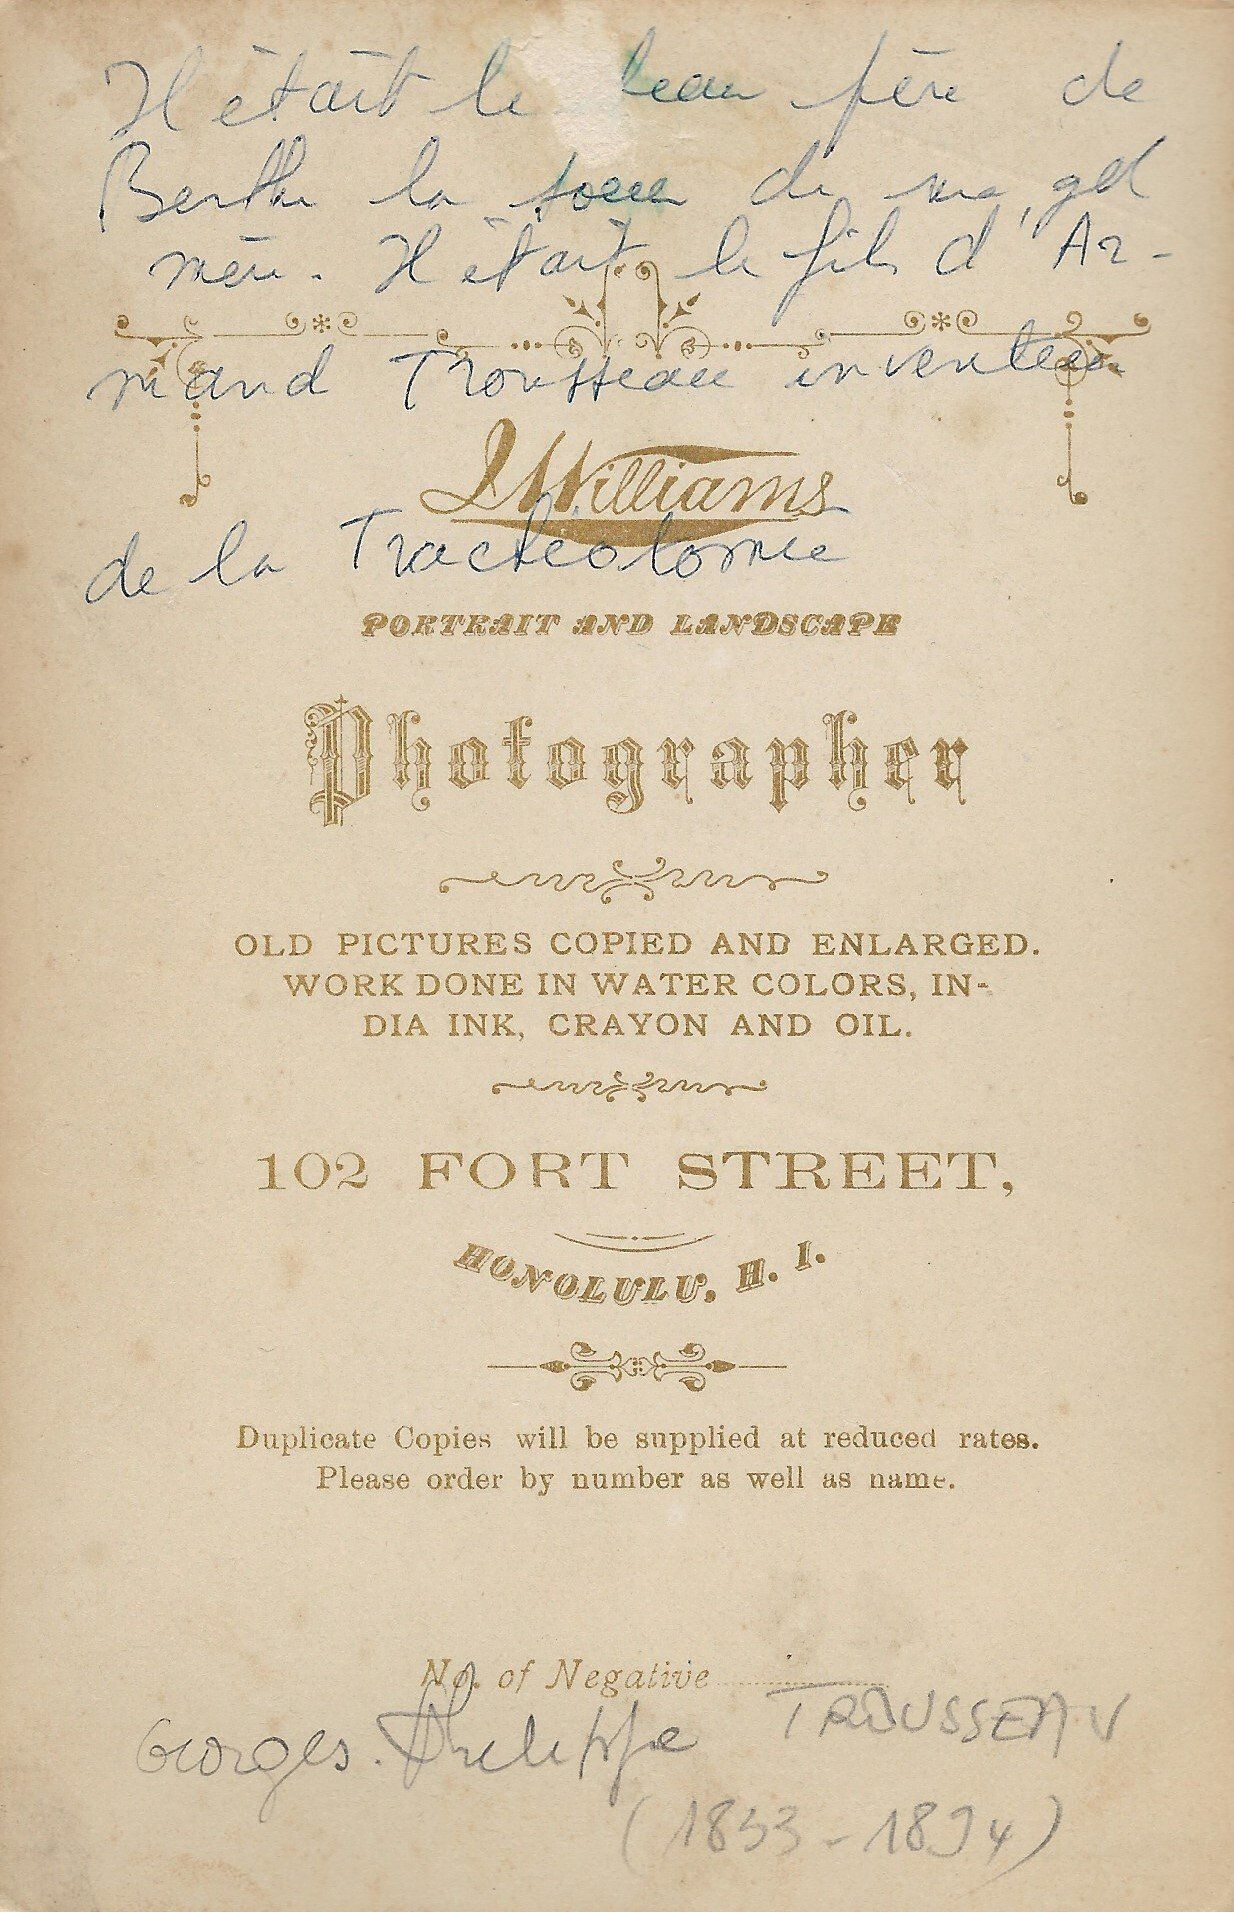 Il était le beau père de
Berthe la soeur de ma gd
mère. Il était le fils d'Ar-
mand Trousseau inventeur
J Williams
de la Tracheotomie
PORTRAIT AND LANDSCAPE
Photographer
OLD PICTURES COPIED AND ENLARGED.
WORK DONE IN WATER COLORS, IN-
DIA INK, CRAYON AND OIL.
102 FORT STREET,
HONOLULU, H. I.
Duplicate Copies will be supplied at reduced rates.
Please order by number as well as name.
No. of Negative
Georges. Philippe TROUSSEAU
(1833-1894)